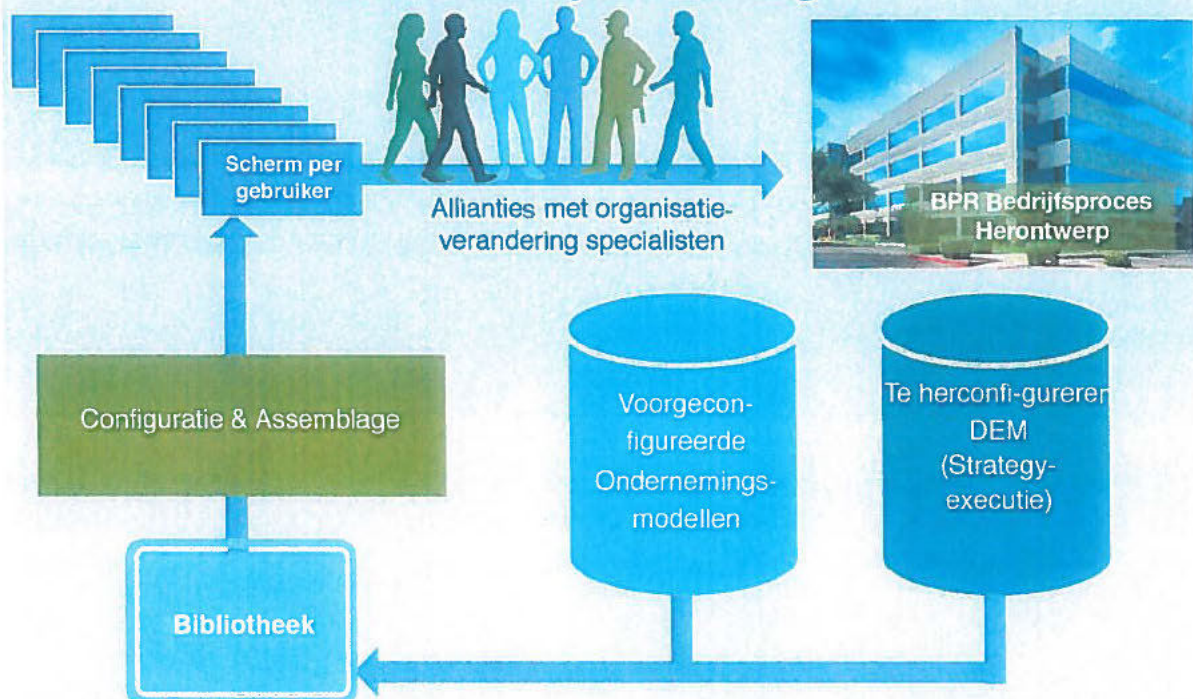 Scherm per
gebruiker
Allianties met organisatie-
verandering specialisten
BPR Bedrijfsproces
Herontwerp
Configuratie & Assemblage
Voorgecon-
figureerde
Ondernemings-
modellen
Te herconfi-gureren
DEM
(Strategy-
executie)
Bibliotheek